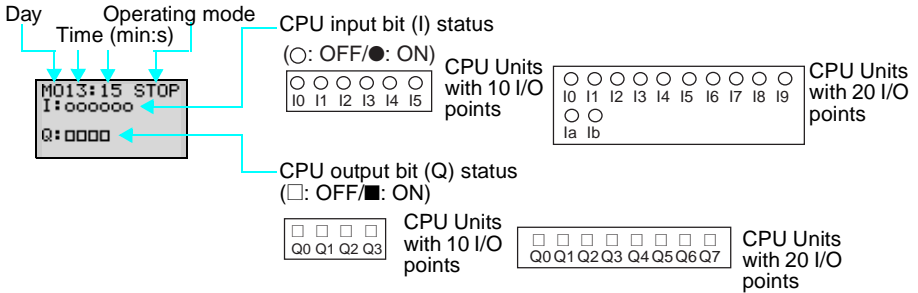 Day
Operating mode
Time (min:s)
MO13:15 STOP
I:oooooo
Q:□□□□
CPU input bit (I) status
(○: OFF/●: ON)
I0 I1 I2 I3 I4 I5
CPU Units
with 10 I/O
points
I0 I1 I2 I3 I4 I5 I6 I7 I8 I9
Ia Ib
CPU Units
with 20 I/O
points
CPU output bit (Q) status
(□: OFF/■: ON)
Q0 Q1 Q2 Q3
CPU Units
with 10 I/O
points
Q0 Q1 Q2 Q3 Q4 Q5 Q6 Q7
CPU Units
with 20 I/O
points